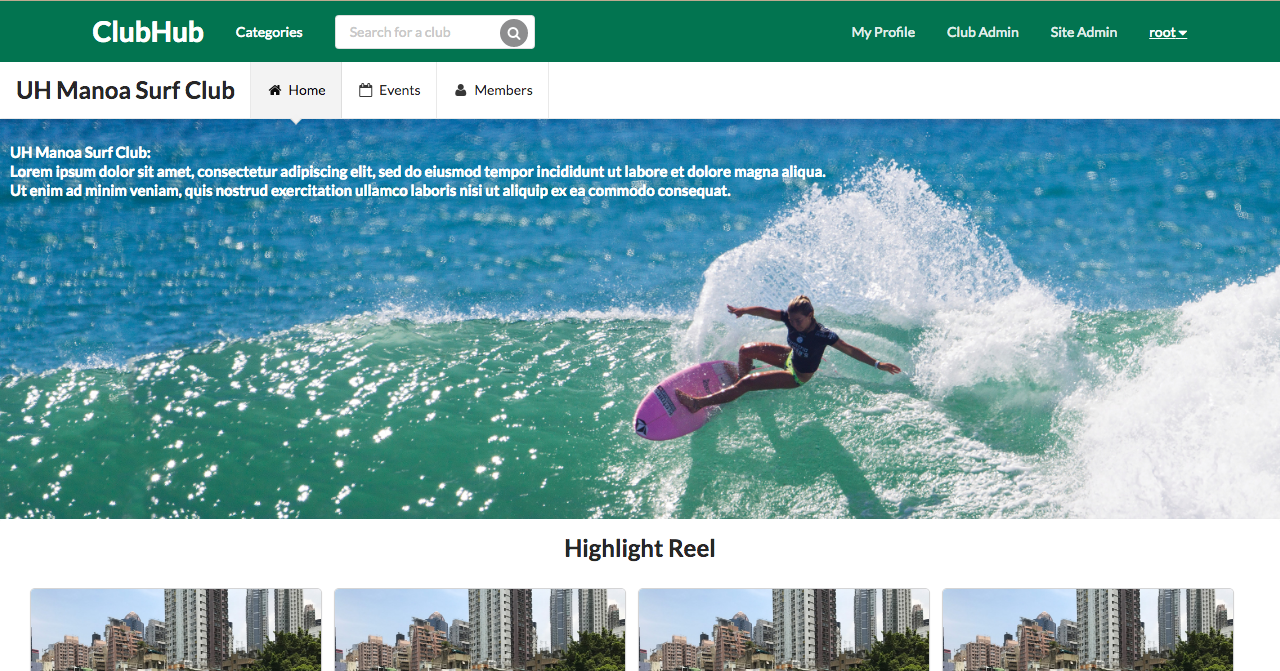 ClubHub Categories Search for a club My Profile Club Admin Site Admin root
UH Manoa Surf Club Home Events Members
UH Manoa Surf Club:
Lorem ipsum dolor sit amet, consectetur adipiscing elit, sed do eiusmod tempor incididunt ut labore et dolore magna aliqua.
Ut enim ad minim veniam, quis nostrud exercitation ullamco laboris nisi ut aliquip ex ea commodo consequat.
Highlight Reel